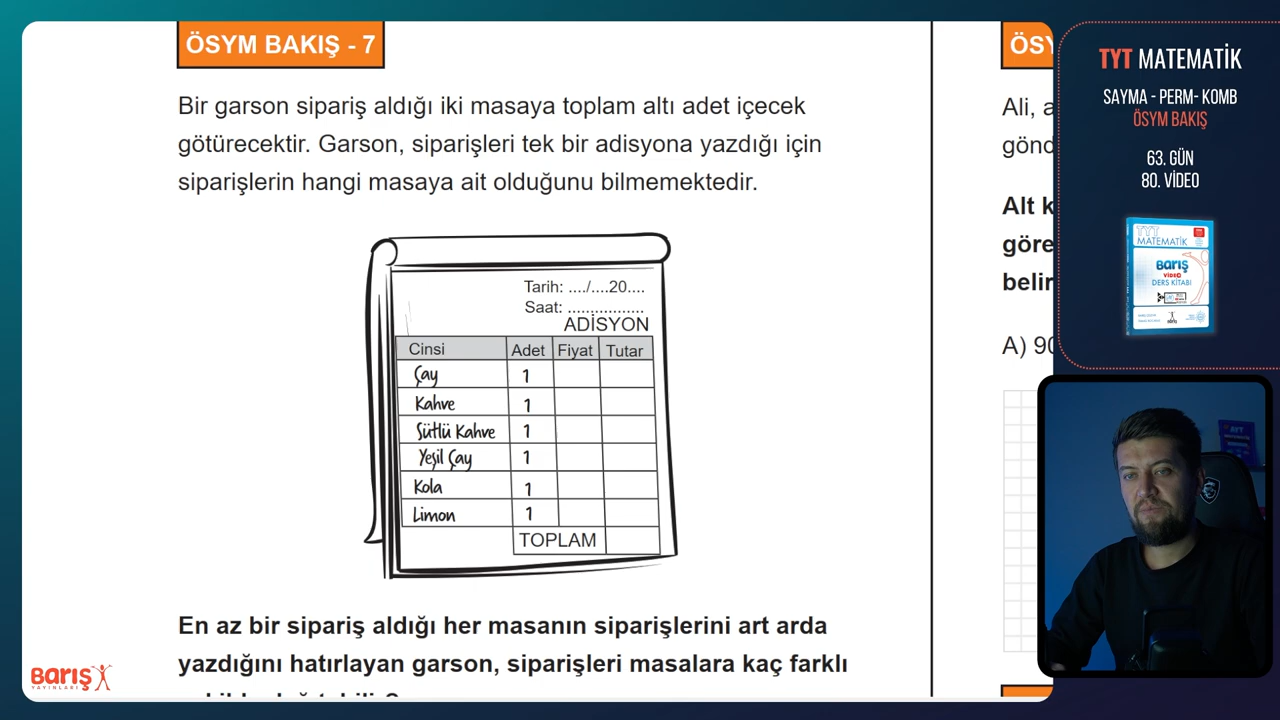 ÖSYM BAKIŞ - 7
Bir garson sipariş aldığı iki masaya toplam altı adet içecek
götürecektir. Garson, siparişleri tek bir adisyona yazdığı için
siparişlerin hangi masaya ait olduğunu bilmemektedir.
Tarih: ..../....20....
Saat: .................
ADİSYON
Cinsi Adet Fiyat Tutar
Çay 1
Kahve 1
Sütlü Kahve 1
Yeşil Çay 1
Kola 1
Limon 1
TOPLAM
En az bir sipariş aldığı her masanın siparişlerini art arda
yazdığını hatırlayan garson, siparişleri masalara kaç farklı
BARIŞ
YAYINLARI
Ali, a
Alt k
göre
belir
A) 90
TYT MATEMATİK
SAYMA - PERM- KOMB
ÖSYM BAKIŞ
63. GÜN
80. VİDEO
TYT
MATEMATİK
BARIŞ
VİDEO
DERS KİTABI